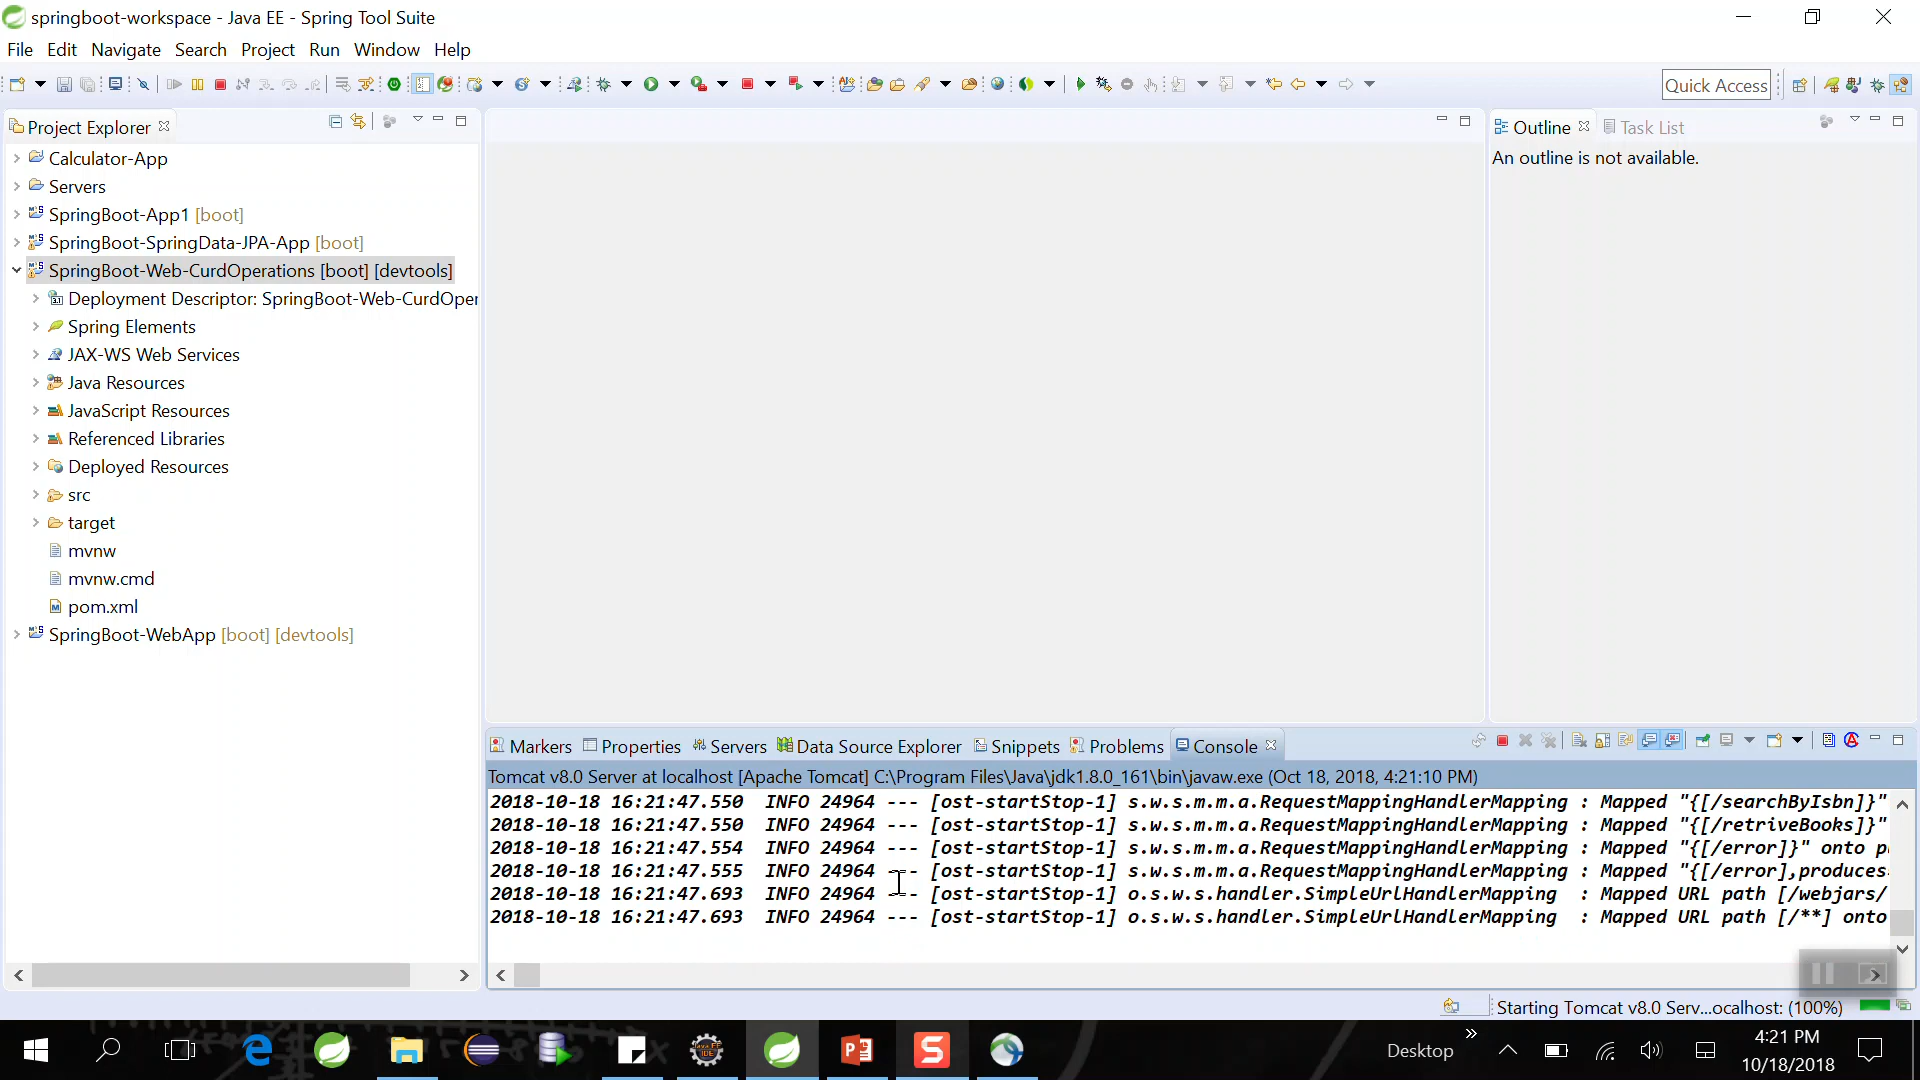 springboot-workspace - Java EE - Spring Tool Suite
File Edit Navigate Search Project Run Window Help
Quick Access
Project Explorer
Calculator-App
Servers
SpringBoot-App1 [boot]
SpringBoot-SpringData-JPA-App [boot]
SpringBoot-Web-CurdOperations [boot] [devtools]
Deployment Descriptor: SpringBoot-Web-CurdOper
Spring Elements
JAX-WS Web Services
Java Resources
JavaScript Resources
Referenced Libraries
Deployed Resources
src
target
mvnw
mvnw.cmd
pom.xml
SpringBoot-WebApp [boot] [devtools]
Outline Task List
An outline is not available.
Markers Properties Servers Data Source Explorer Snippets Problems Console
Tomcat v8.0 Server at localhost [Apache Tomcat] C:\Program Files\Java\jdk1.8.0_161\bin\javaw.exe (Oct 18, 2018, 4:21:10 PM)
2018-10-18 16:21:47.550 INFO 24964 --- [ost-startStop-1] s.w.s.m.m.a.RequestMappingHandlerMapping : Mapped "{[/searchByIsbn]}"
2018-10-18 16:21:47.550 INFO 24964 --- [ost-startStop-1] s.w.s.m.m.a.RequestMappingHandlerMapping : Mapped "{[/retriveBooks]}"
2018-10-18 16:21:47.554 INFO 24964 --- [ost-startStop-1] s.w.s.m.m.a.RequestMappingHandlerMapping : Mapped "{[/error]}" onto p
2018-10-18 16:21:47.555 INFO 24964 --- [ost-startStop-1] s.w.s.m.m.a.RequestMappingHandlerMapping : Mapped "{[/error],produces=
2018-10-18 16:21:47.693 INFO 24964 --- [ost-startStop-1] o.s.w.s.handler.SimpleUrlHandlerMapping : Mapped URL path [/webjars/
2018-10-18 16:21:47.693 INFO 24964 --- [ost-startStop-1] o.s.w.s.handler.SimpleUrlHandlerMapping : Mapped URL path [/**] onto
Starting Tomcat v8.0 Serv...ocalhost: (100%)
Desktop
4:21 PM
10/18/2018